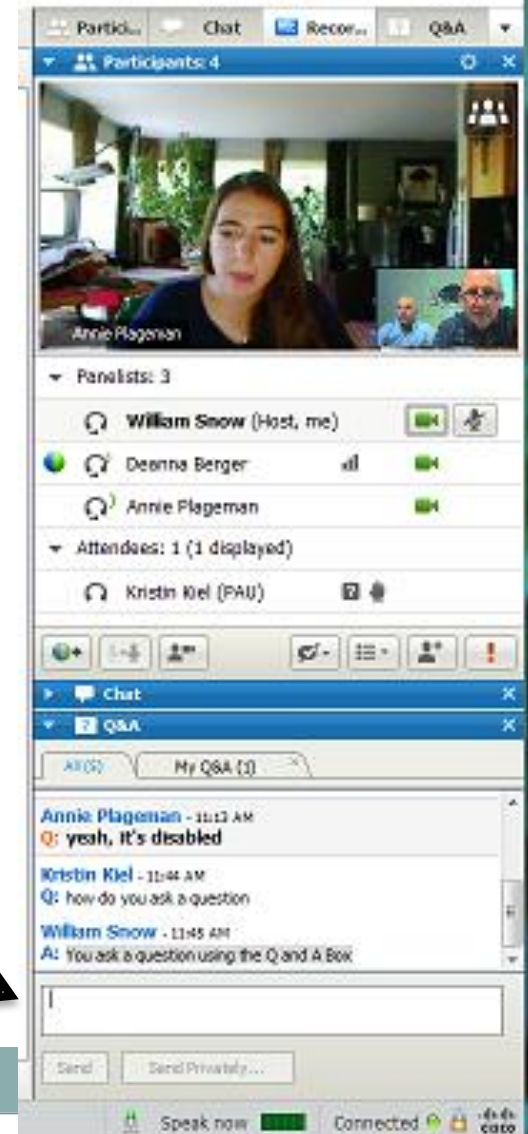 Partici... Chat Recor... Q&A
Participants: 4
Annie Plageman
Panelists: 3
William Snow (Host, me)
Deanna Berger
Annie Plageman
Attendees: 1 (1 displayed)
Kristin Kiel (PAU)
Chat
Q&A
All (5) My Q&A (1)
Annie Plageman - 11:13 AM
Q: yeah, it's disabled
Kristin Kiel - 11:44 AM
Q: how do you ask a question
William Snow - 11:45 AM
A: You ask a question using the Q and A Box
Send Send Privately...
Speak now Connected
CISCO